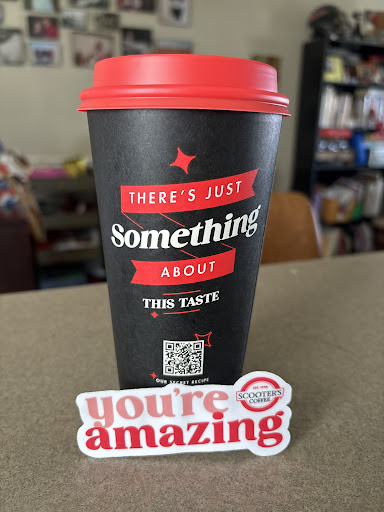 THERE'S JUST
Something
ABOUT
THIS TASTE
OUR SECRET RECIPE
you're
EST. 1998
SCOOTER'S
COFFEE
amazing